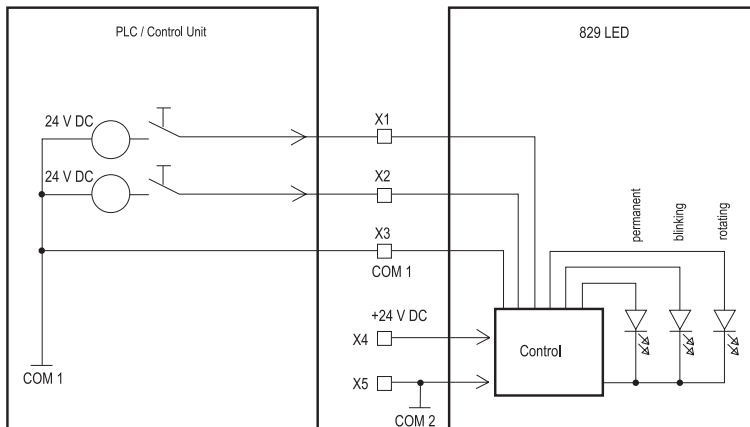 PLC / Control Unit
829 LED
24 V DC
X1
24 V DC
X2
X3
COM 1
permanent
blinking
rotating
+24 V DC
X4
Control
COM 1
X5
COM 2